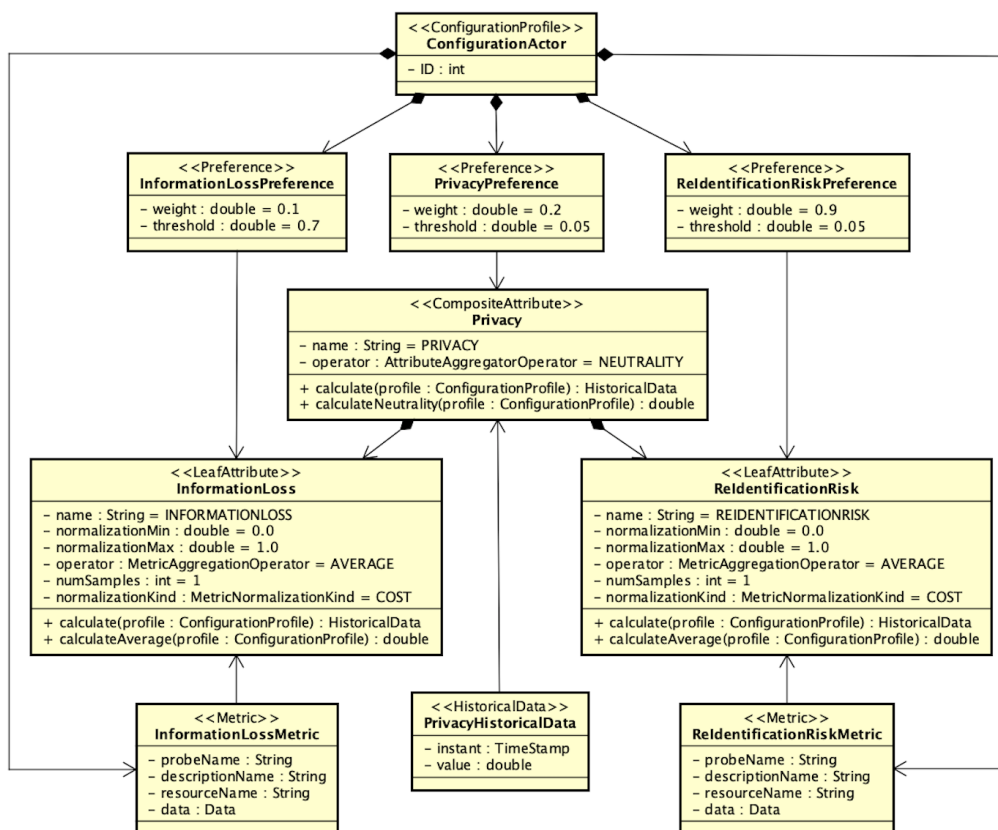 <<ConfigurationProfile>>
ConfigurationActor
- ID : int
<<Preference>>
InformationLossPreference
- weight : double = 0.1
- threshold : double = 0.7
<<Preference>>
PrivacyPreference
- weight : double = 0.2
- threshold : double = 0.05
<<Preference>>
ReIdentificationRiskPreference
- weight : double = 0.9
- threshold : double = 0.05
<<CompositeAttribute>>
Privacy
- name : String = PRIVACY
- operator : AttributeAggregatorOperator = NEUTRALITY
+ calculate(profile : ConfigurationProfile) : HistoricalData
+ calculateNeutrality(profile : ConfigurationProfile) : double
<<LeafAttribute>>
InformationLoss
- name : String = INFORMATIONLOSS
- normalizationMin : double = 0.0
- normalizationMax : double = 1.0
- operator : MetricAggregationOperator = AVERAGE
- numSamples : int = 1
- normalizationKind : MetricNormalizationKind = COST
+ calculate(profile : ConfigurationProfile) : HistoricalData
+ calculateAverage(profile : ConfigurationProfile) : double
<<LeafAttribute>>
ReIdentificationRisk
- name : String = REIDENTIFICATIONRISK
- normalizationMin : double = 0.0
- normalizationMax : double = 1.0
- operator : MetricAggregationOperator = AVERAGE
- numSamples : int = 1
- normalizationKind : MetricNormalizationKind = COST
+ calculate(profile : ConfigurationProfile) : HistoricalData
+ calculateAverage(profile : ConfigurationProfile) : double
<<Metric>>
InformationLossMetric
- probeName : String
- descriptionName : String
- resourceName : String
- data : Data
<<HistoricalData>>
PrivacyHistoricalData
- instant : TimeStamp
- value : double
<<Metric>>
ReIdentificationRiskMetric
- probeName : String
- descriptionName : String
- resourceName : String
- data : Data